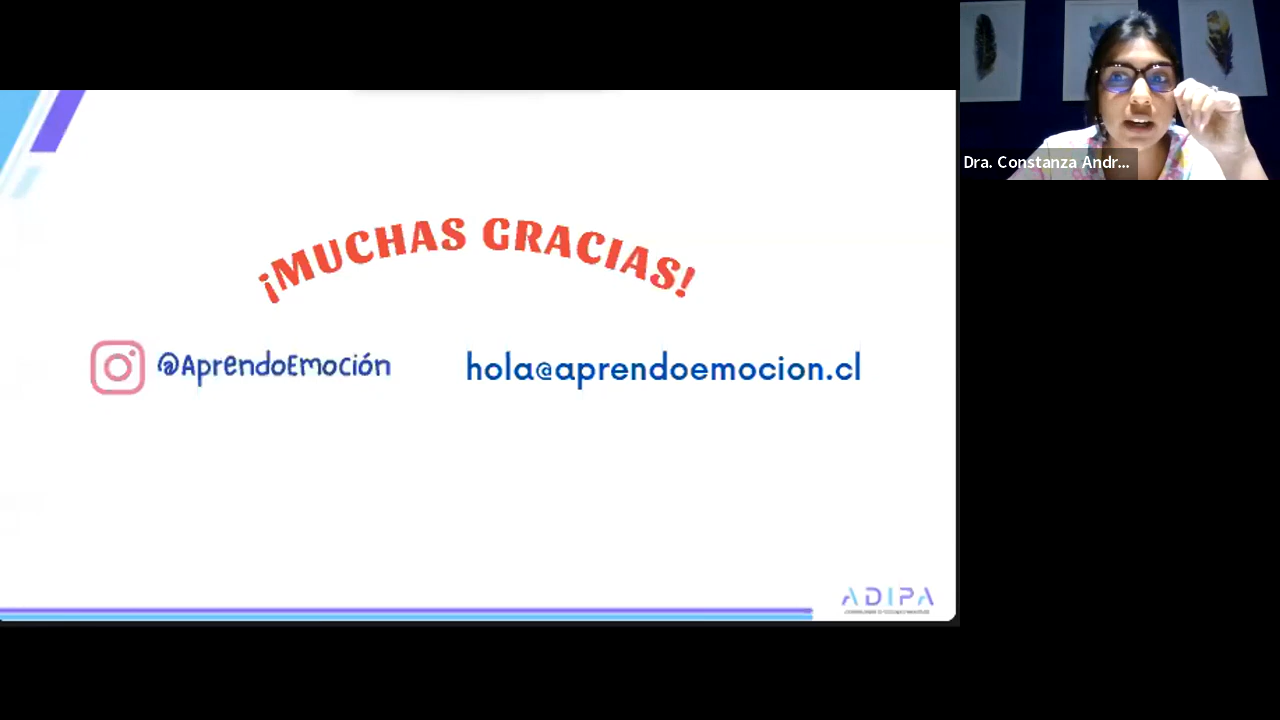 Dra. Constanza Andr...
¡MUCHAS GRACIAS!
@AprendoEmoción
hola@aprendoemocion.cl
ADIPA